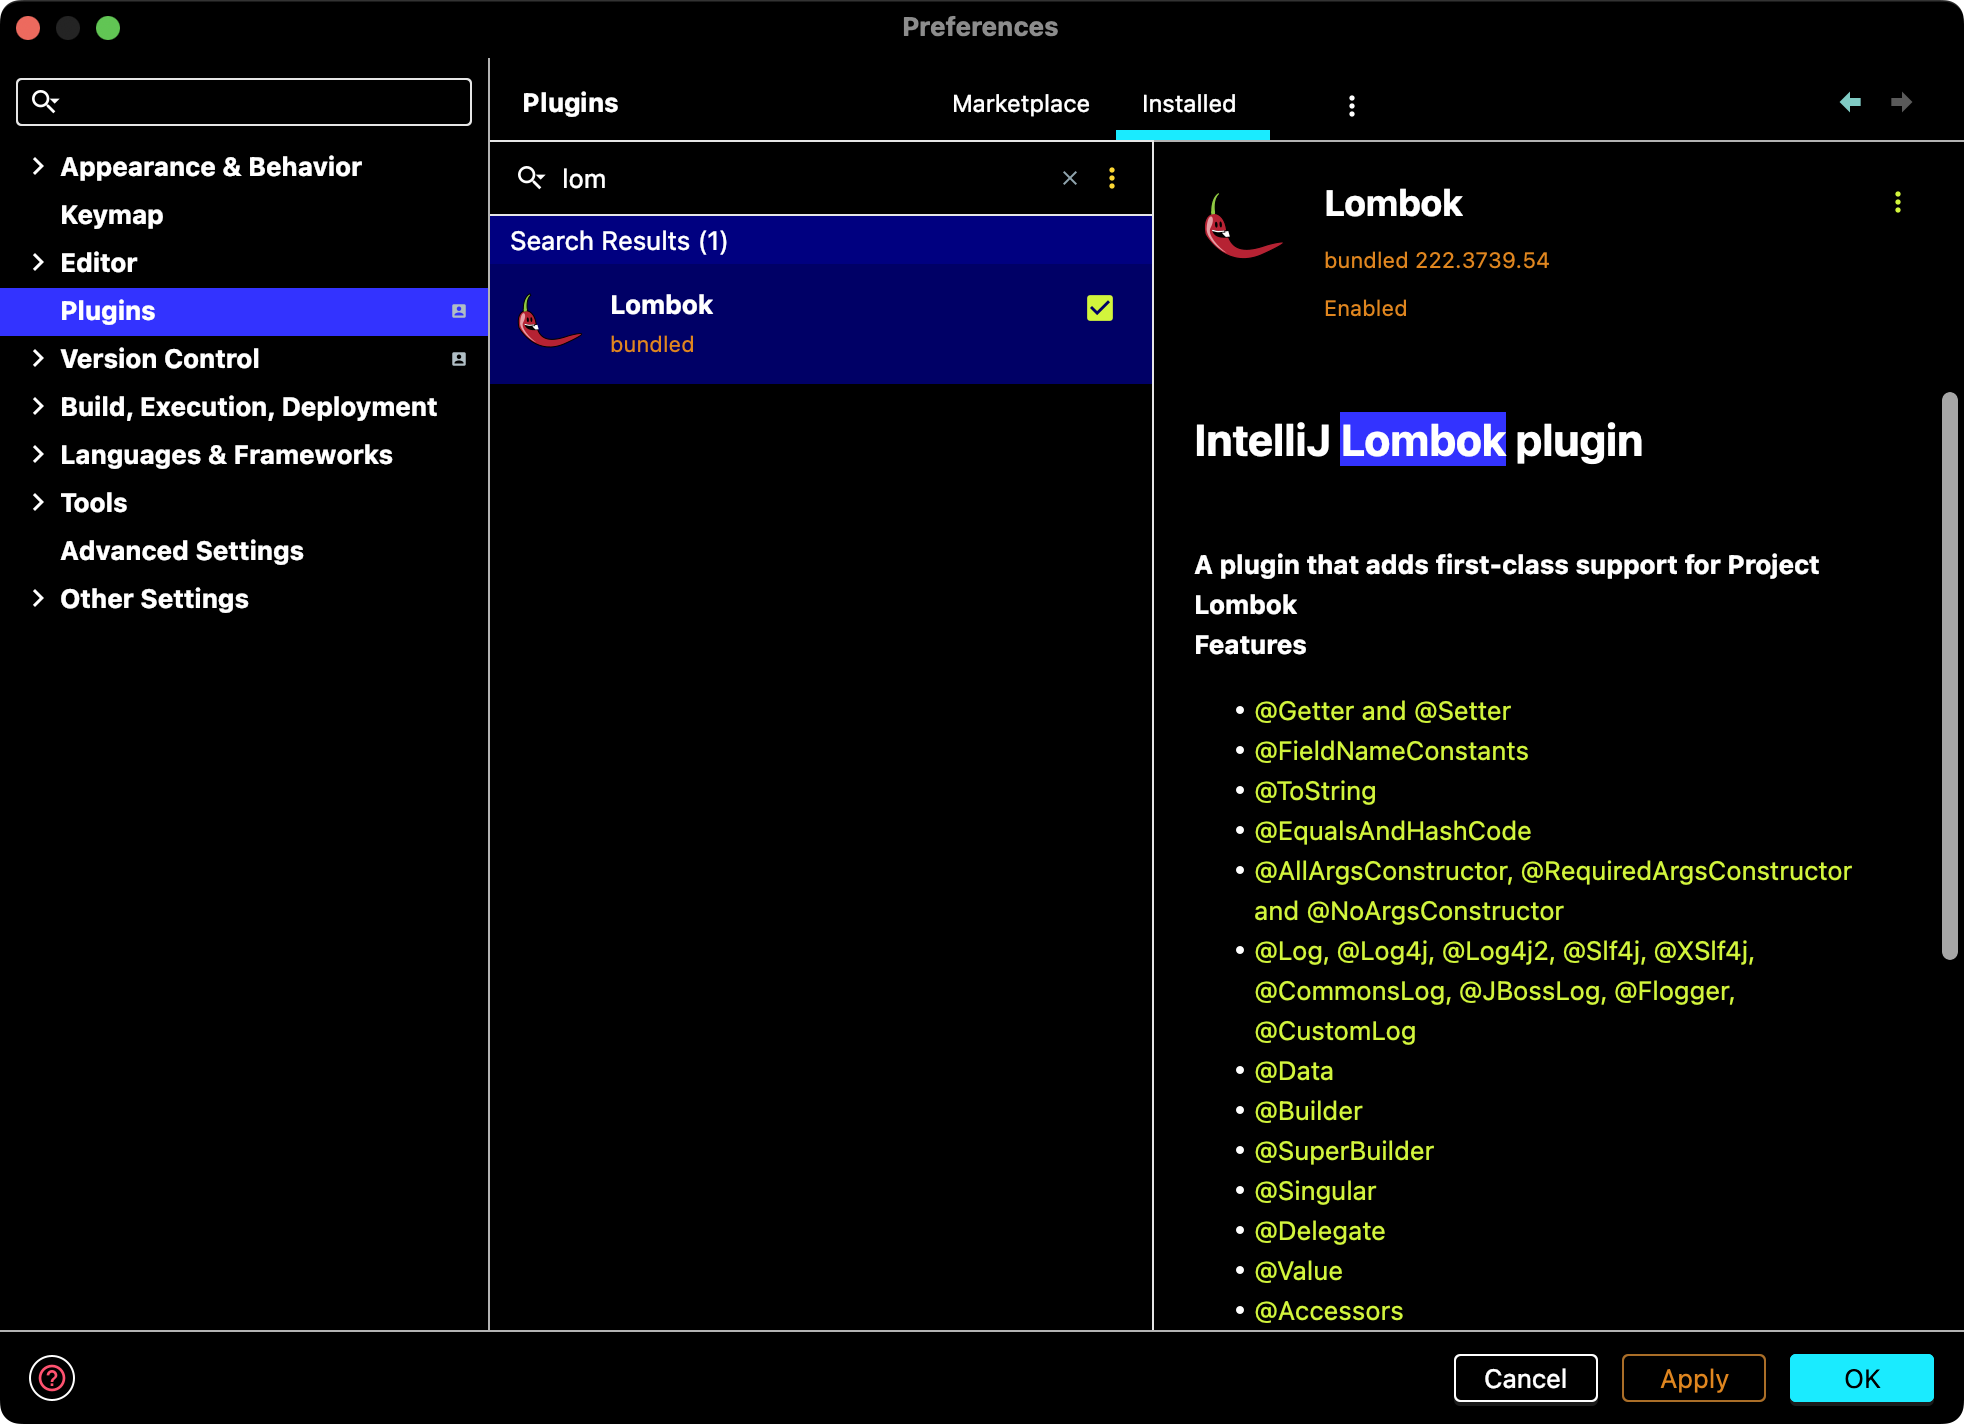 Preferences
Appearance & Behavior
Keymap
Editor
Plugins
Version Control
Build, Execution, Deployment
Languages & Frameworks
Tools
Advanced Settings
Other Settings
Plugins
Marketplace
Installed
lom
Search Results (1)
Lombok
bundled
Lombok
bundled 222.3739.54
Enabled
IntelliJ Lombok plugin
A plugin that adds first-class support for Project
Lombok
Features
• @Getter and @Setter
• @FieldNameConstants
• @ToString
• @EqualsAndHashCode
• @AllArgsConstructor, @RequiredArgsConstructor
and @NoArgsConstructor
• @Log, @Log4j, @Log4j2, @Slf4j, @XSlf4j,
@CommonsLog, @JBossLog, @Flogger,
@CustomLog
• @Data
• @Builder
• @SuperBuilder
• @Singular
• @Delegate
• @Value
• @Accessors
?
Cancel
Apply
OK